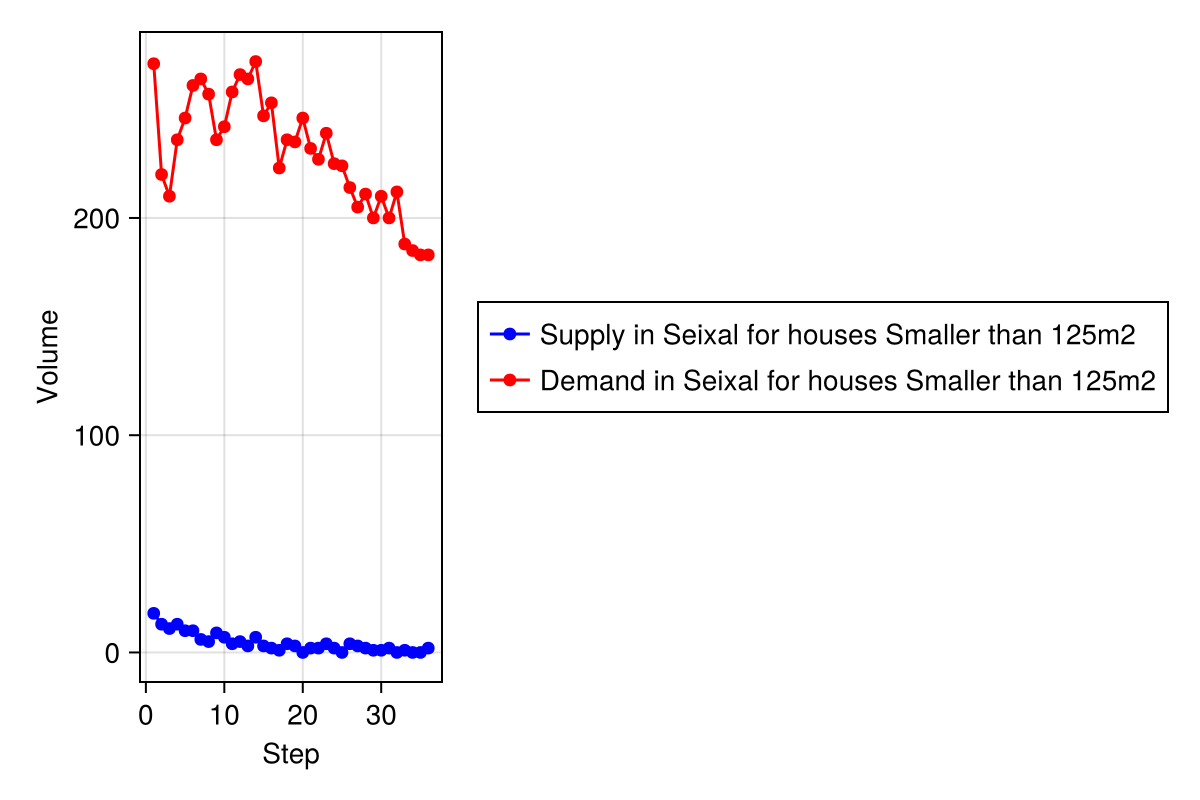 Volume
200
100
0
0 10 20 30
Step
Supply in Seixal for houses Smaller than 125m2
Demand in Seixal for houses Smaller than 125m2